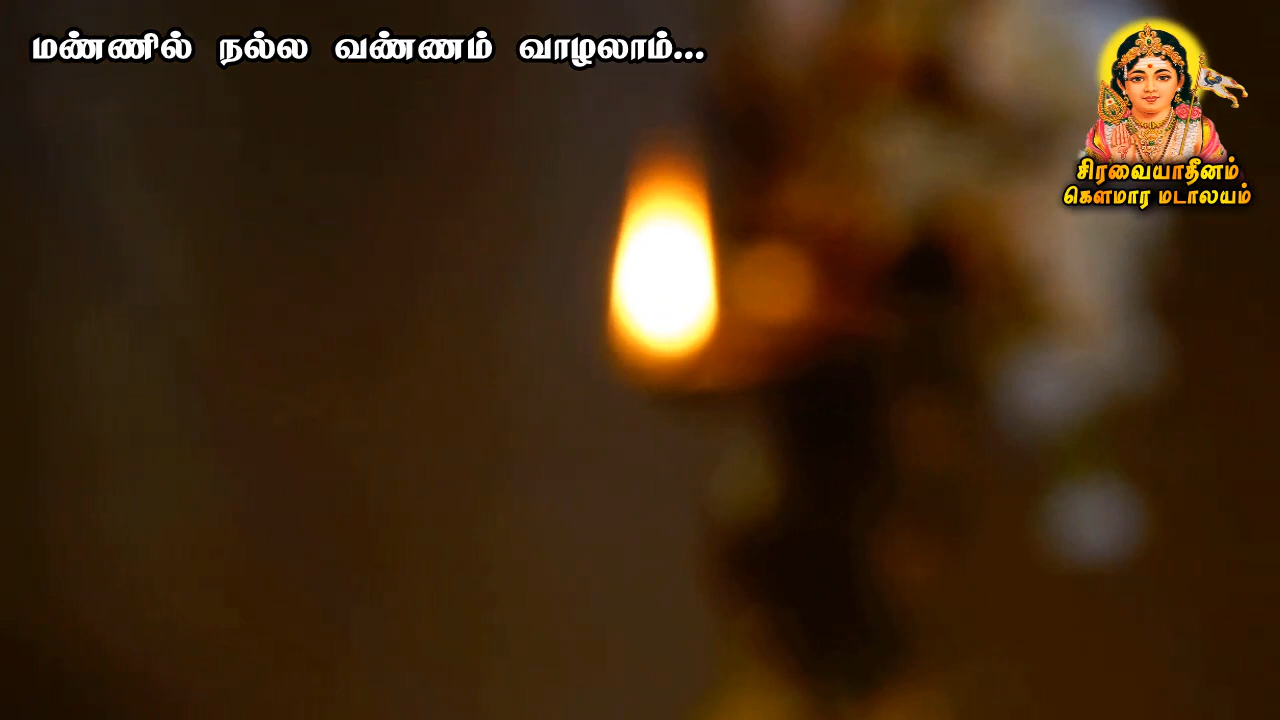 மண்ணில் நல்ல வண்ணம் வாழலாம்...
சிரவையாதீனம்
கௌமார மடாலயம்